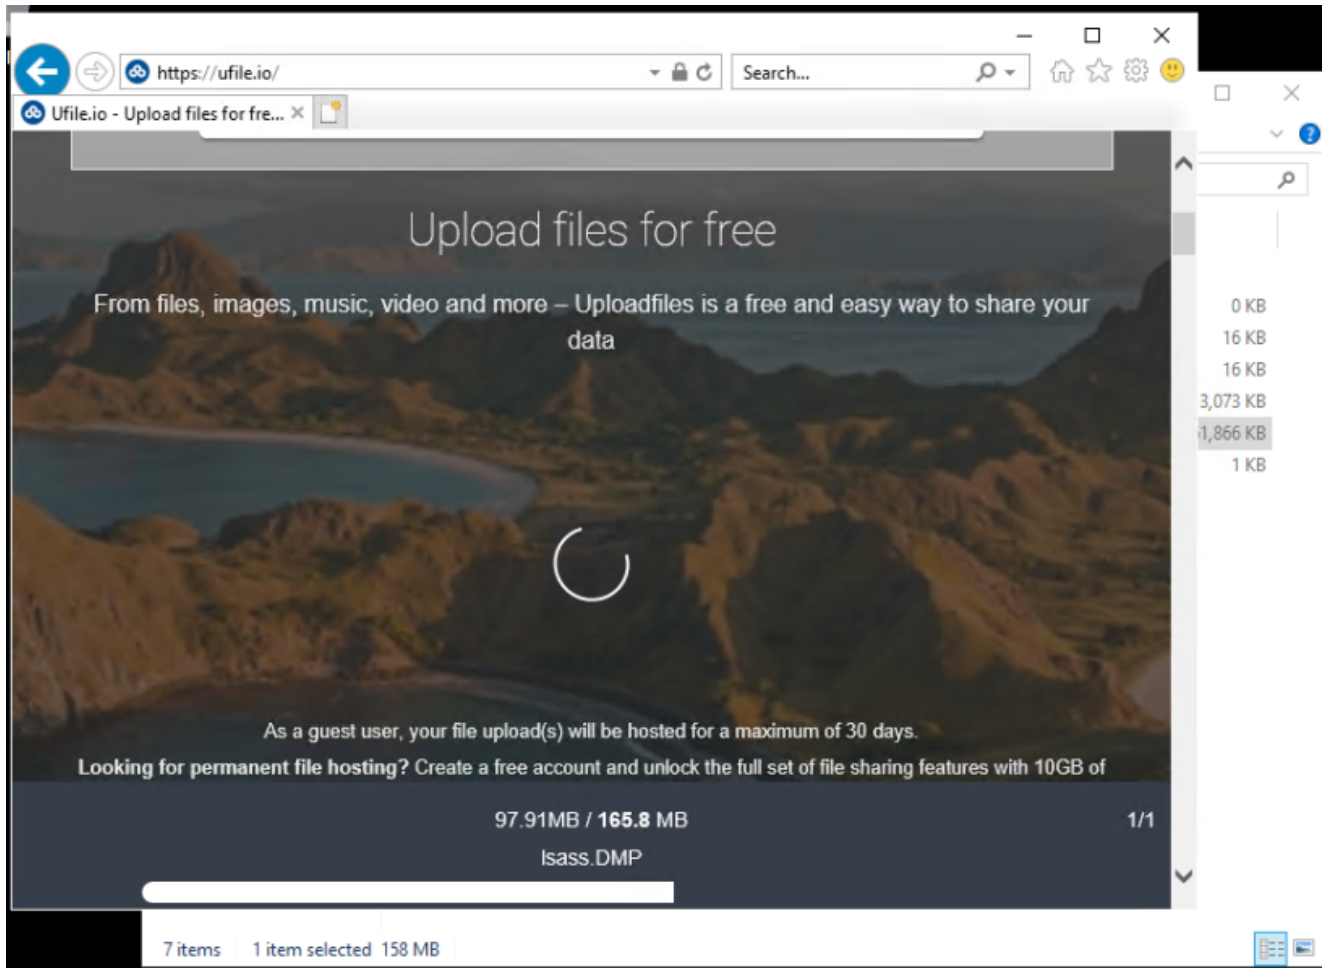 https://ufile.io/
Search...
Ufile.io - Upload files for fre...
Upload files for free
From files, images, music, video and more – Uploadfiles is a free and easy way to share your
data
0 KB
16 KB
16 KB
3,073 KB
1,866 KB
1 KB
As a guest user, your file upload(s) will be hosted for a maximum of 30 days.
Looking for permanent file hosting? Create a free account and unlock the full set of file sharing features with 10GB of
97.91MB / 165.8 MB
1/1
lsass.DMP
7 items 1 item selected 158 MB